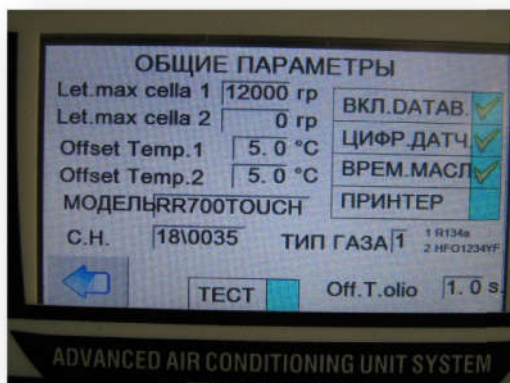 ОБЩИЕ ПАРАМЕТРЫ
Let.max cella 1 12000 гр
Let.max cella 2 0 гр
Offset Temp.1 5.0 °C
Offset Temp.2 5.0 °C
МОДЕЛЬ RR700TOUCH
С.Н. 18\0035
ВКЛ.DATAB.
ЦИФР.ДАТЧ.
ВРЕМ.МАСЛ
ПРИНТЕР
ТИП ГАЗА 1
1 R134a
2 HFO1234YF
ТЕСТ
Off.T.olio 1.0 s.
ADVANCED AIR CONDITIONING UNIT SYSTEM